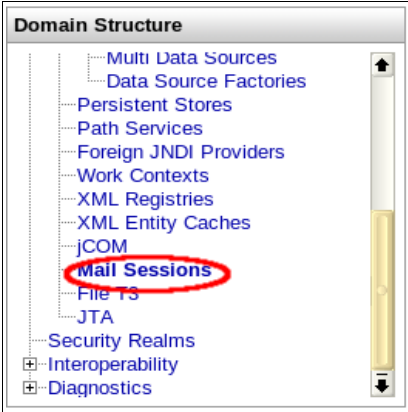 Domain Structure
Multi Data Sources
Data Source Factories
Persistent Stores
Path Services
Foreign JNDI Providers
Work Contexts
XML Registries
XML Entity Caches
jCOM
Mail Sessions
File T3
JTA
Security Realms
Interoperability
Diagnostics